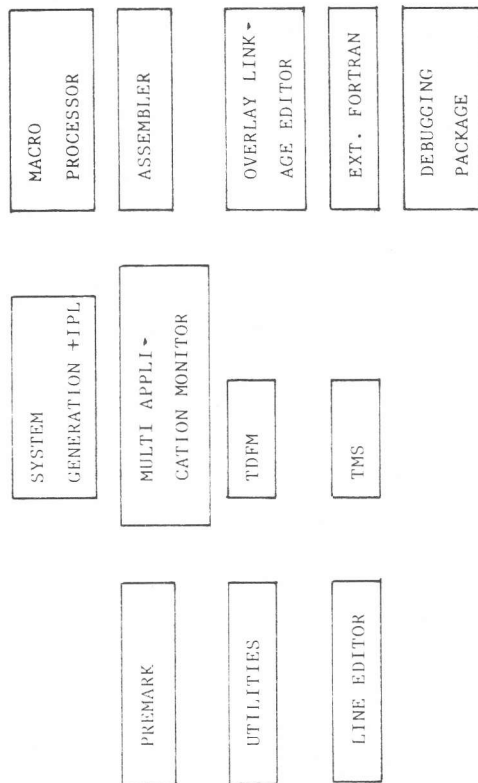 PREMARK
UTILITIES
LINE EDITOR
SYSTEM
GENERATION +IPL
MULTI APPLI-
CATION MONITOR
TDFM
TMS
MACRO
PROCESSOR
ASSEMBLER
OVERLAY LINK-
AGE EDITOR
EXT. FORTRAN
DEBUGGING
PACKAGE